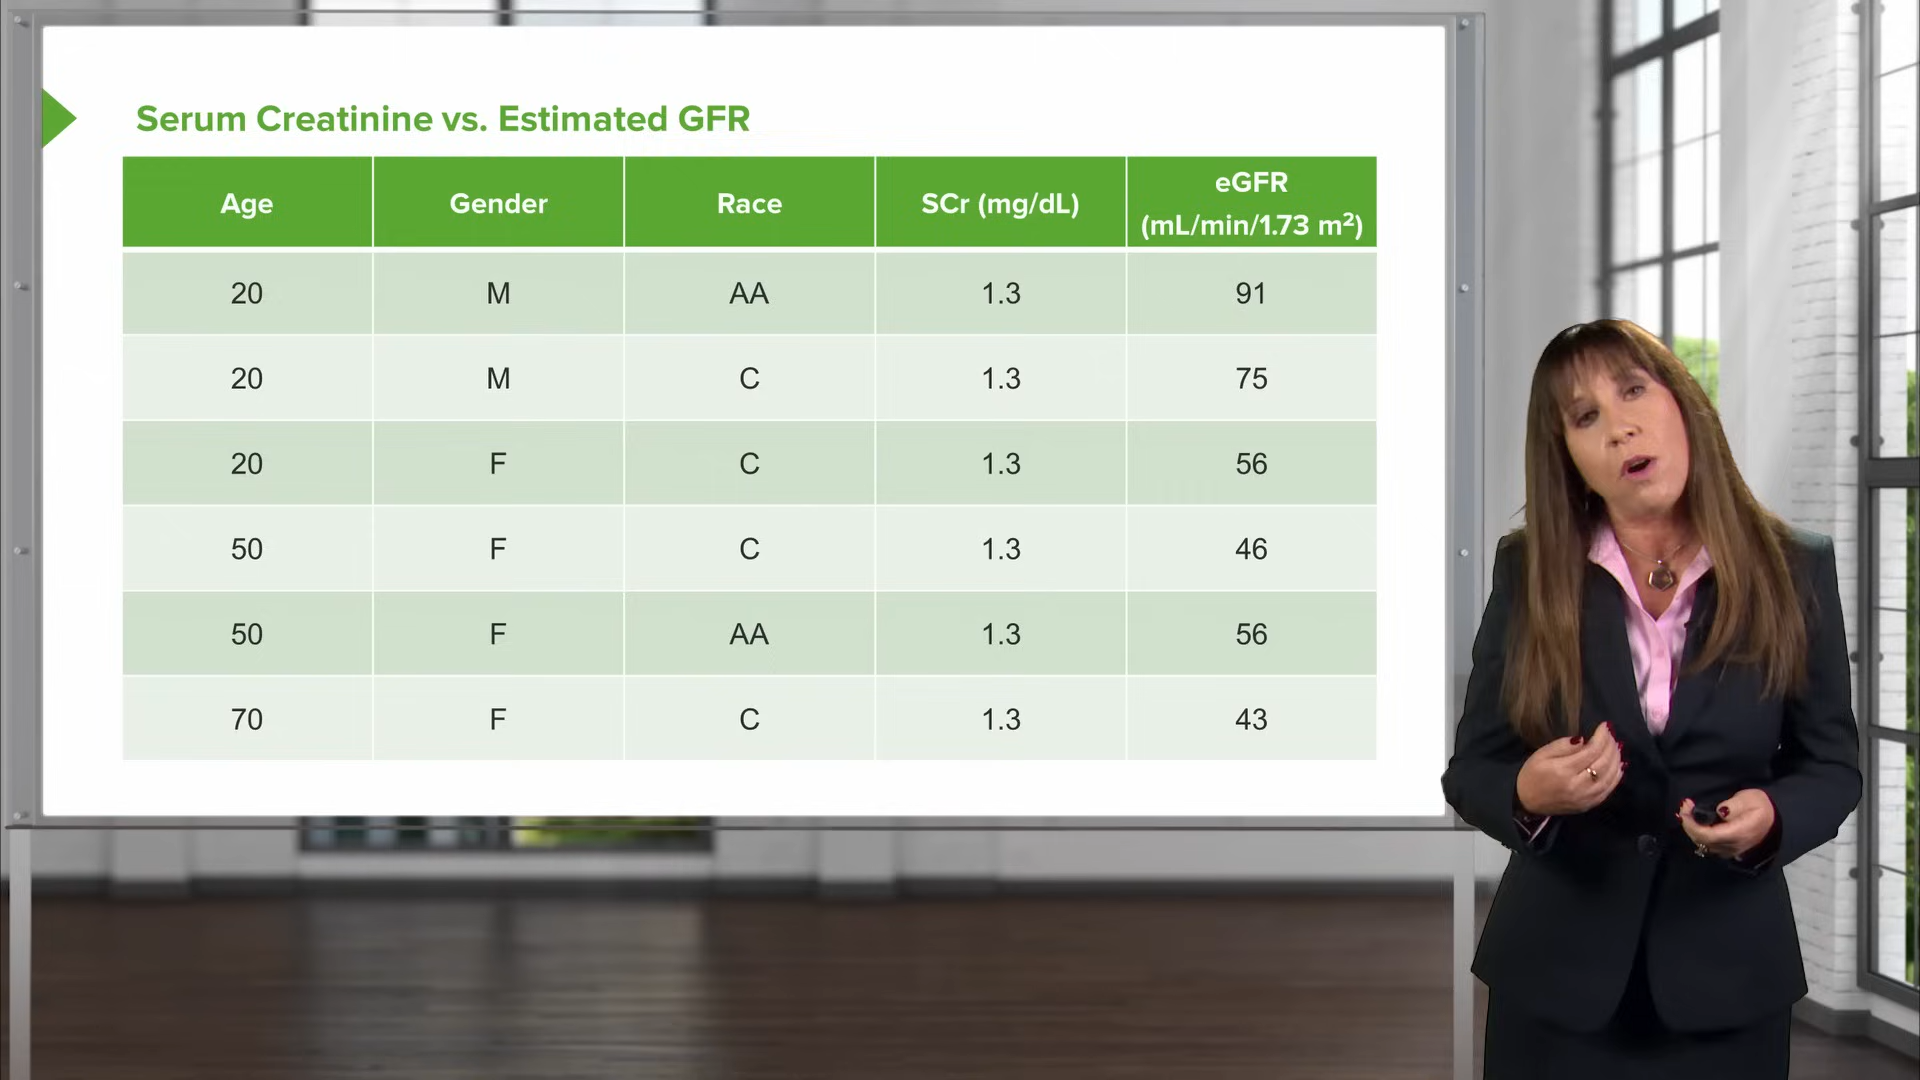 Serum Creatinine vs. Estimated GFR
Age Gender Race SCr (mg/dL) eGFR
(mL/min/1.73 m²)
20 M AA 1.3 91
20 M C 1.3 75
20 F C 1.3 56
50 F C 1.3 46
50 F AA 1.3 56
70 F C 1.3 43